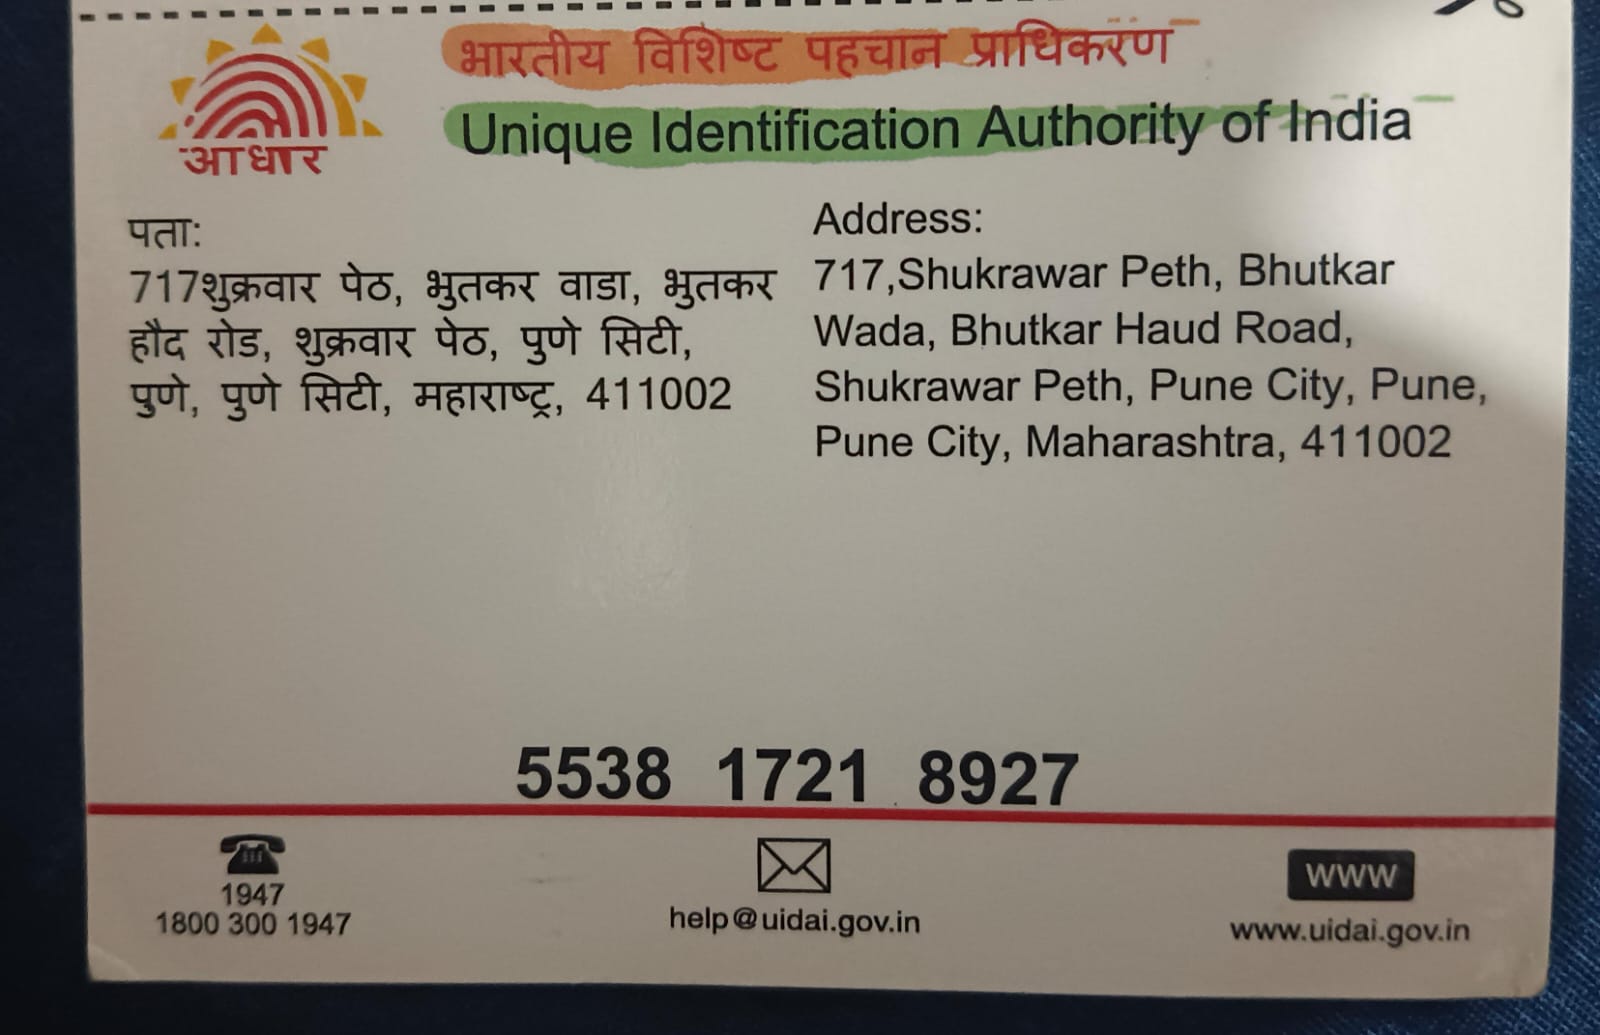 भारतीय विशिष्ट पहचान प्राधिकरण
Unique Identification Authority of India
आधार
पता:
717शुक्रवार पेठ, भुतकर वाडा, भुतकर
हौद रोड, शुक्रवार पेठ, पुणे सिटी,
पुणे, पुणे सिटी, महाराष्ट्र, 411002
Address:
717,Shukrawar Peth, Bhutkar
Wada, Bhutkar Haud Road,
Shukrawar Peth, Pune City, Pune,
Pune City, Maharashtra, 411002
5538 1721 8927
1947
1800 300 1947
help@uidai.gov.in
WWW
www.uidai.gov.in